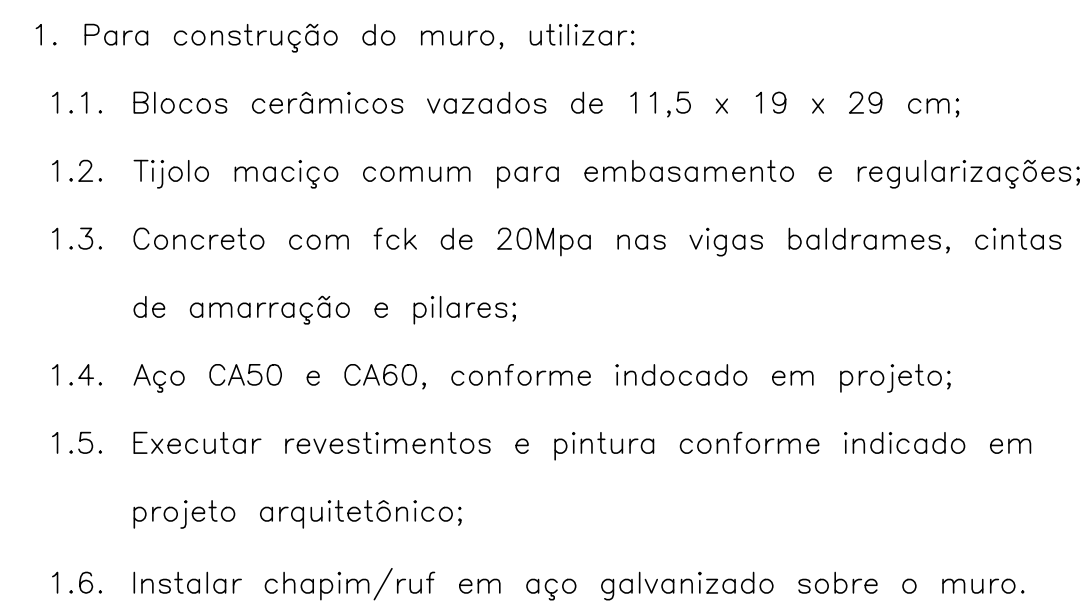 1. Para construção do muro, utilizar:
1.1. Blocos cerâmicos vazados de 11,5 x 19 x 29 cm;
1.2. Tijolo maciço comum para embasamento e regularizações;
1.3. Concreto com fck de 20Mpa nas vigas baldrames, cintas
de amarração e pilares;
1.4. Aço CA50 e CA60, conforme indocado em projeto;
1.5. Executar revestimentos e pintura conforme indicado em
projeto arquitetônico;
1.6. Instalar chapim/ruf em aço galvanizado sobre o muro.